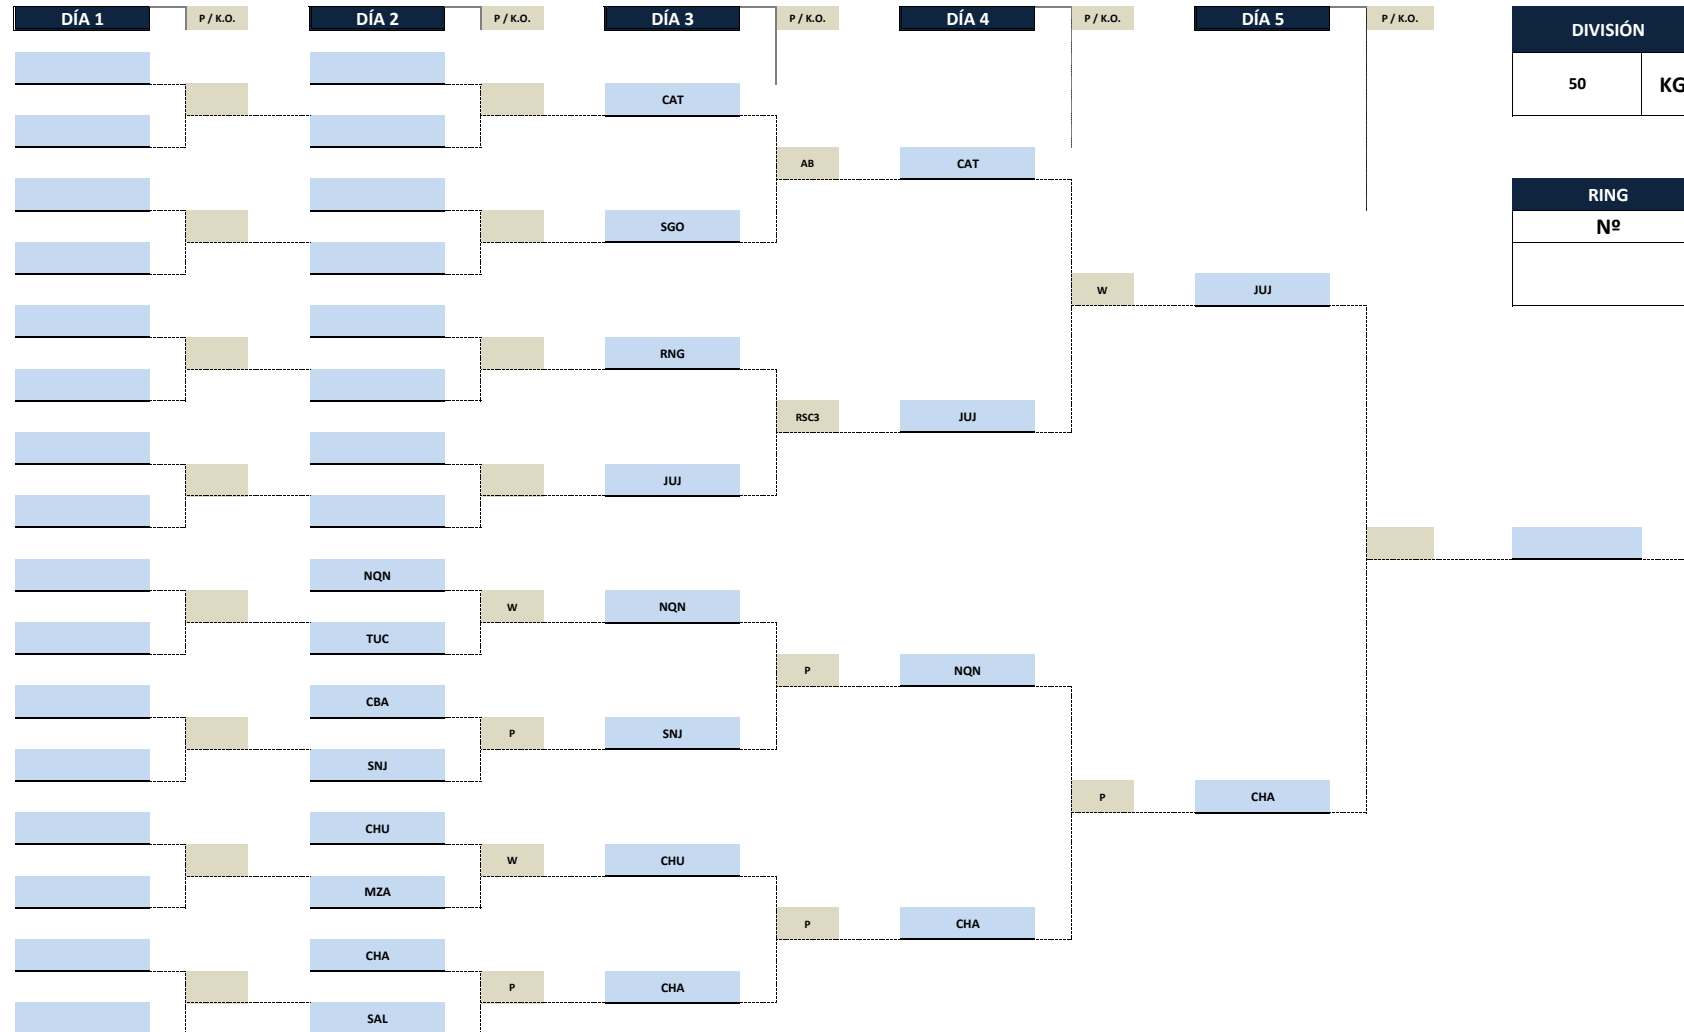 DÍA 1 P / K.O. DÍA 2 P / K.O. DÍA 3 P / K.O. DÍA 4 P / K.O. DÍA 5 P / K.O. DIVISIÓN
50 KG
CAT
AB CAT
RING
SGO
Nº
W JUJ
RNG
RSC3 JUJ
JUJ
NQN
W NQN
TUC
P NQN
CBA
P SNJ
SNJ
P CHA
CHU
W CHU
MZA
P CHA
CHA
P CHA
SAL